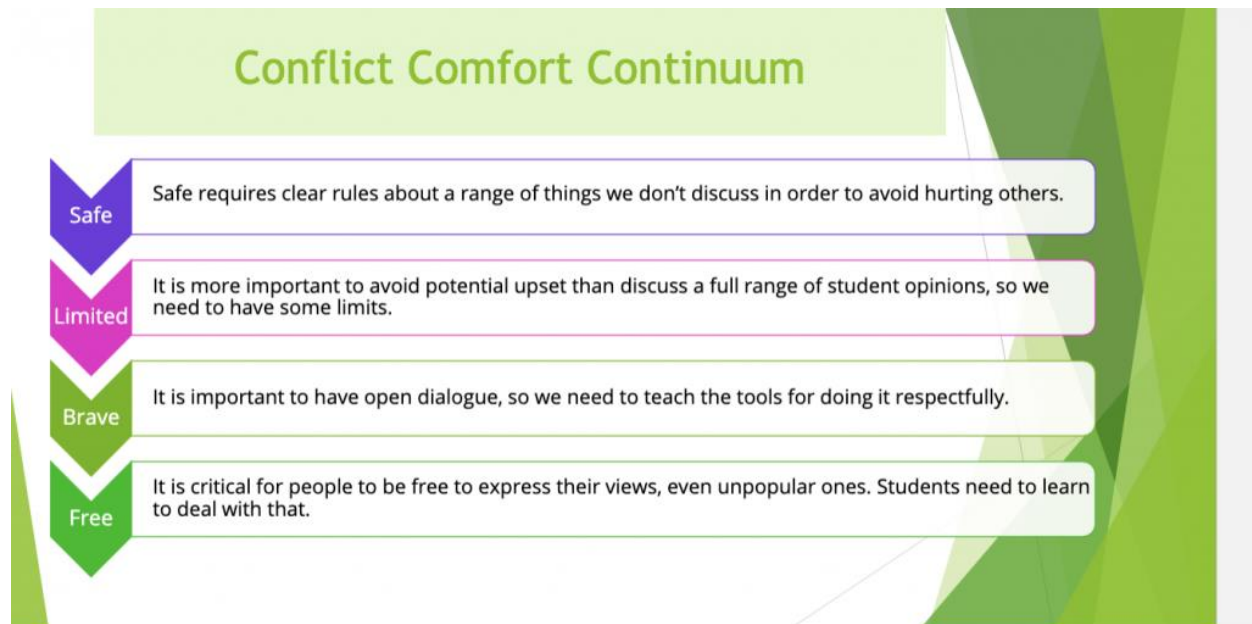 Conflict Comfort Continuum
Safe
Safe requires clear rules about a range of things we don’t discuss in order to avoid hurting others.
Limited
It is more important to avoid potential upset than discuss a full range of student opinions, so we
need to have some limits.
Brave
It is important to have open dialogue, so we need to teach the tools for doing it respectfully.
Free
It is critical for people to be free to express their views, even unpopular ones. Students need to learn
to deal with that.